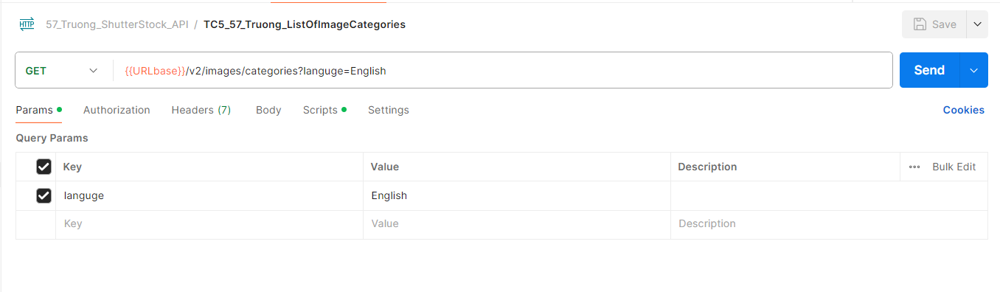 HTTP 57_Truong_ShutterStock_API / TC5_57_Truong_ListOfImageCategories Save
GET {{URLbase}}/v2/images/categories?languge=English Send
Params Authorization Headers (7) Body Scripts Settings Cookies
Query Params
Key Value Description Bulk Edit
languge English
Key Value Description